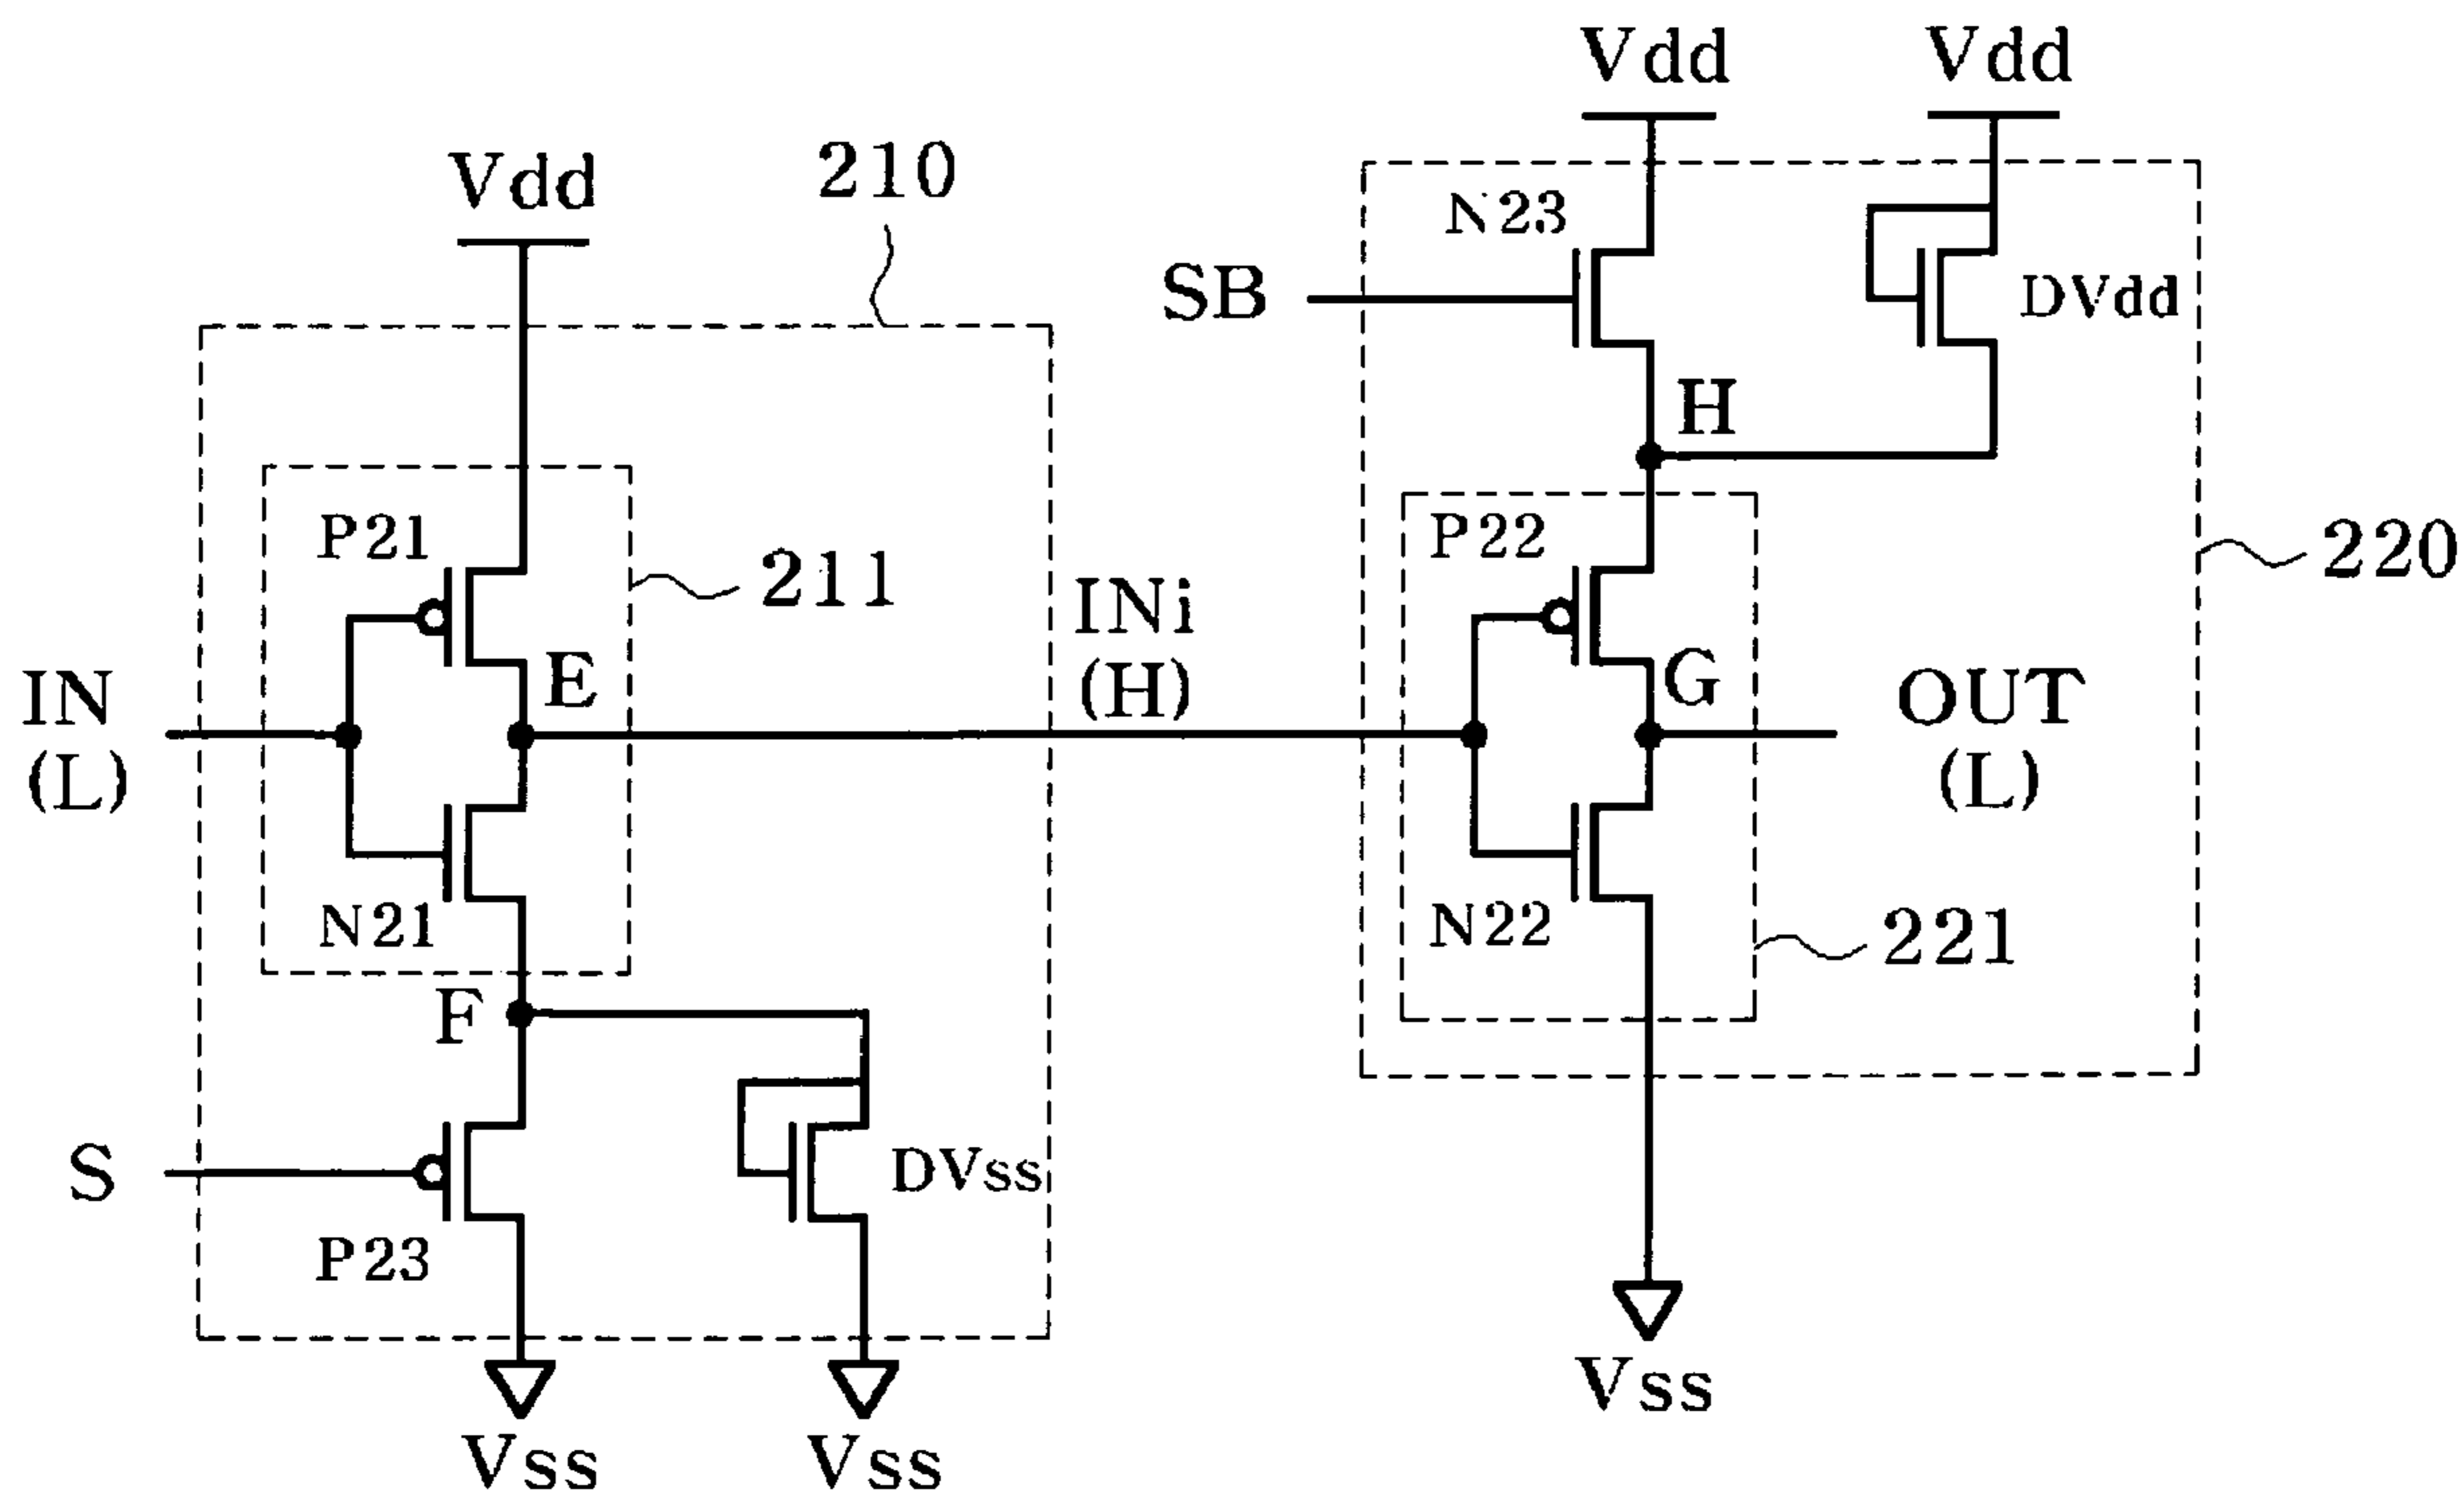 Vdd
Vdd
Vdd
210
N23
SB
DVdd
H
P21
211
P22
220
INi
(H)
E
G
IN
(L)
OUT
(L)
N21
N22
221
F
S
DVss
P23
Vss
Vss
Vss